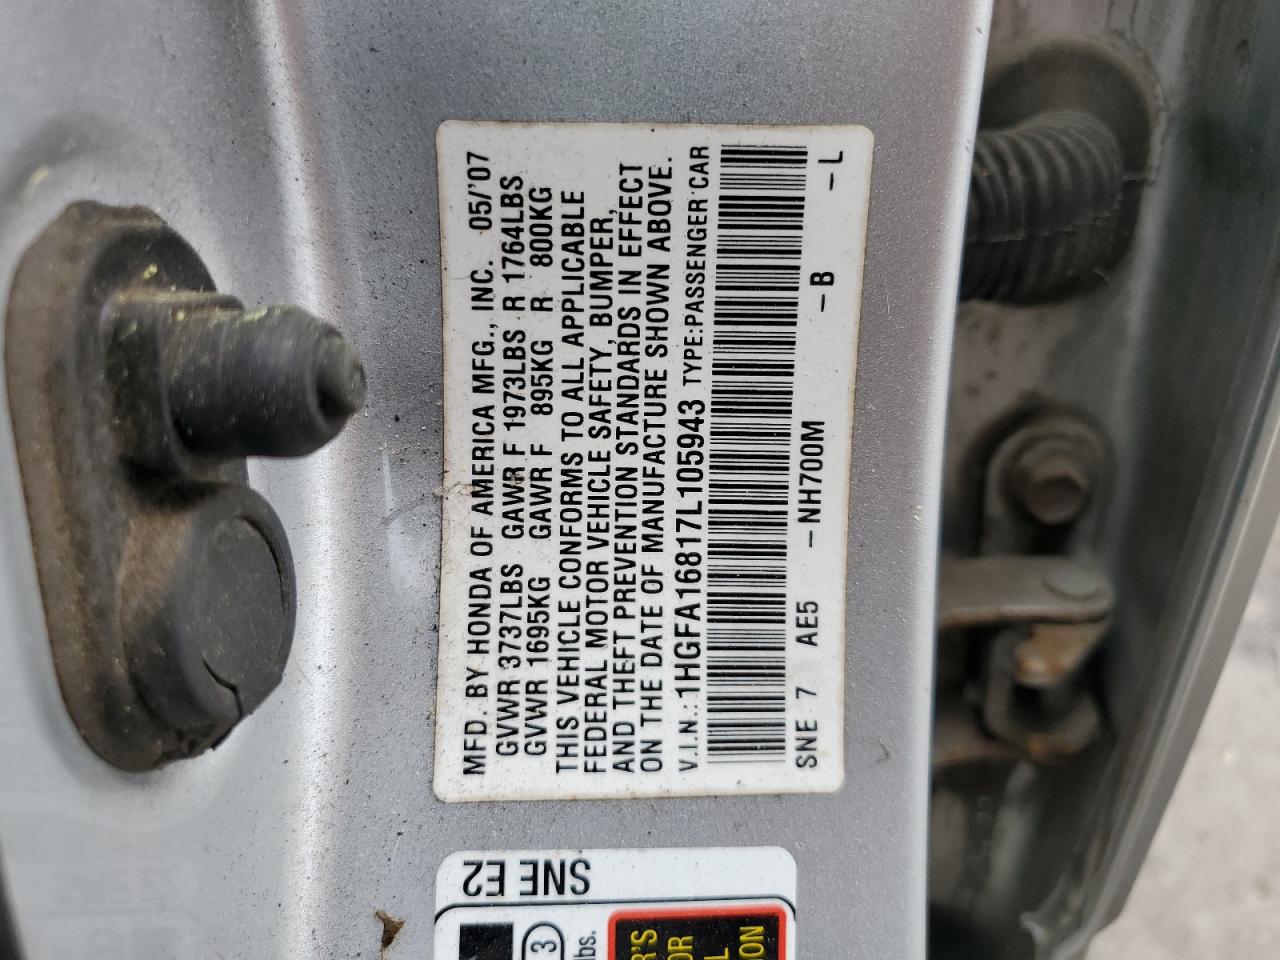 MFD. BY HONDA OF AMERICA MFG., INC. 05/'07
GVWR 3737LBS GAWR F 1973LBS R 1764LBS
GVWR 1695KG GAWR F 895KG R 800KG
THIS VEHICLE CONFORMS TO ALL APPLICABLE
FEDERAL MOTOR VEHICLE SAFETY, BUMPER,
AND THEFT PREVENTION STANDARDS IN EFFECT
ON THE DATE OF MANUFACTURE SHOWN ABOVE.
V.I.N.: 1HGFA16817L105943 TYPE:PASSENGER CAR
SNE 7 AE5 -NH700M -B -L
SNE E2
3
lbs.